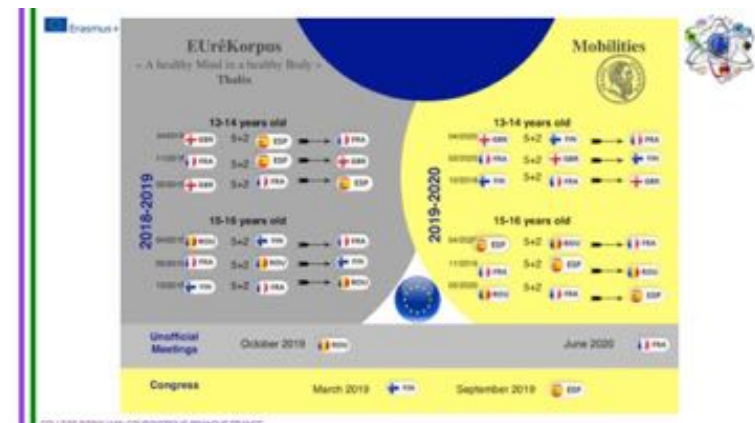 Erasmus+
EUrêKorpus
« A healthy Mind in a healthy Body »
Thalès
Mobilities
13-14 years old
GBR 5+2 ESP FRA
FRA 5+2 ESP GBR
GBR 5+2 FRA ESP
2018-2019
15-16 years old
ROU 5+2 FIN FRA
FRA 5+2 ROU FIN
FIN 5+2 FRA ROU
13-14 years old
04/2020 GBR 5+2 FIN FRA
FRA 5+2 GBR FIN
FIN 5+2 FRA GBR
2019-2020
15-16 years old
ESP 5+2 ROU FRA
FRA 5+2 ESP ROU
ROU 5+2 FRA ESP
Unofficial
Meetings
October 2019 ROU
June 2020 FRA
Congress
March 2019 FIN
September 2019 ESP